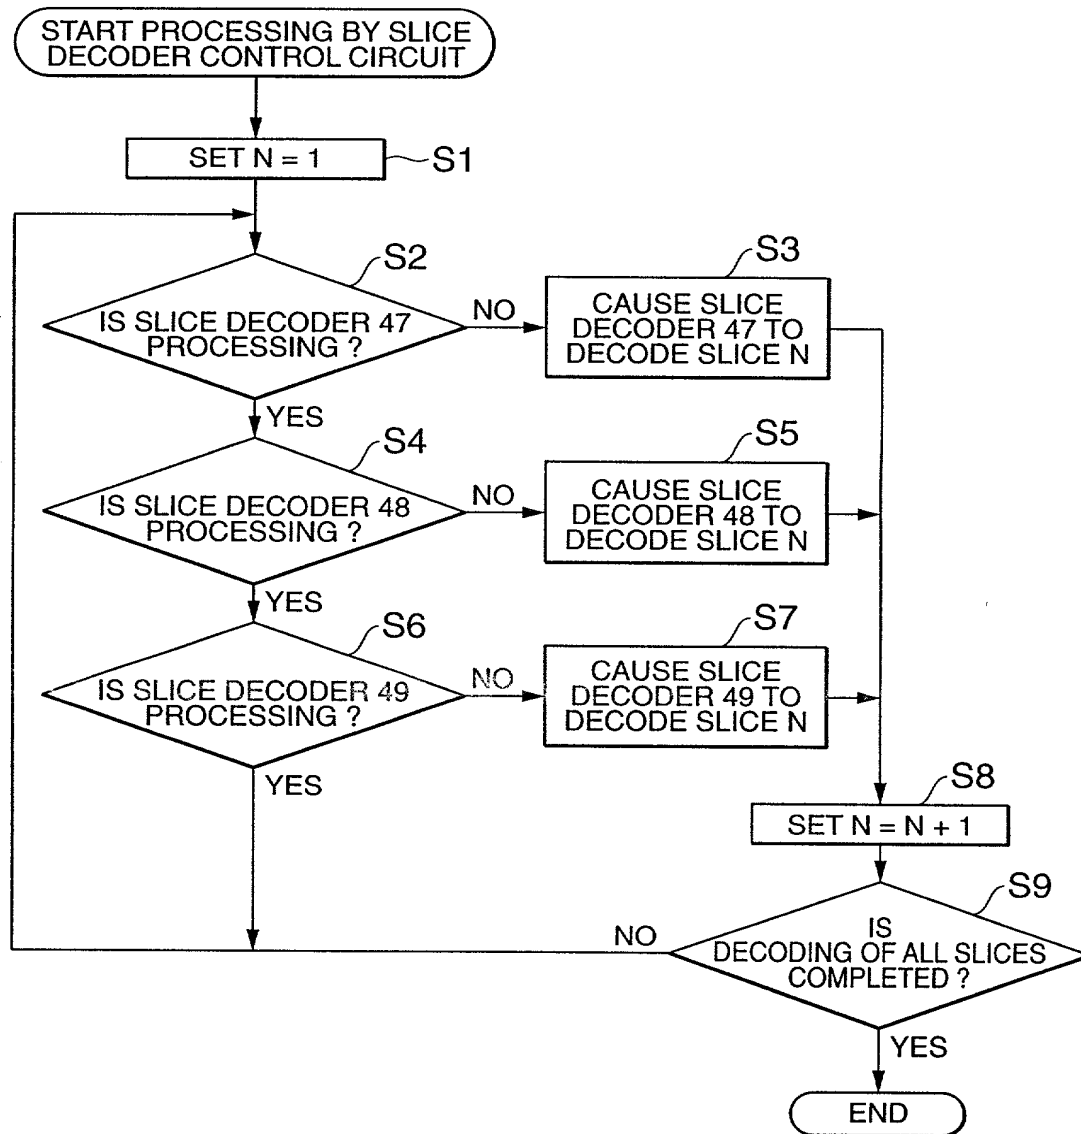 START PROCESSING BY SLICE
DECODER CONTROL CIRCUIT
SET N = 1
S1
S2
IS SLICE DECODER 47
PROCESSING ?
NO
YES
S3
CAUSE SLICE
DECODER 47 TO
DECODE SLICE N
S4
IS SLICE DECODER 48
PROCESSING ?
NO
YES
S5
CAUSE SLICE
DECODER 48 TO
DECODE SLICE N
S6
IS SLICE DECODER 49
PROCESSING ?
NO
YES
S7
CAUSE SLICE
DECODER 49 TO
DECODE SLICE N
S8
SET N = N + 1
S9
IS
DECODING OF ALL SLICES
COMPLETED ?
NO
YES
END